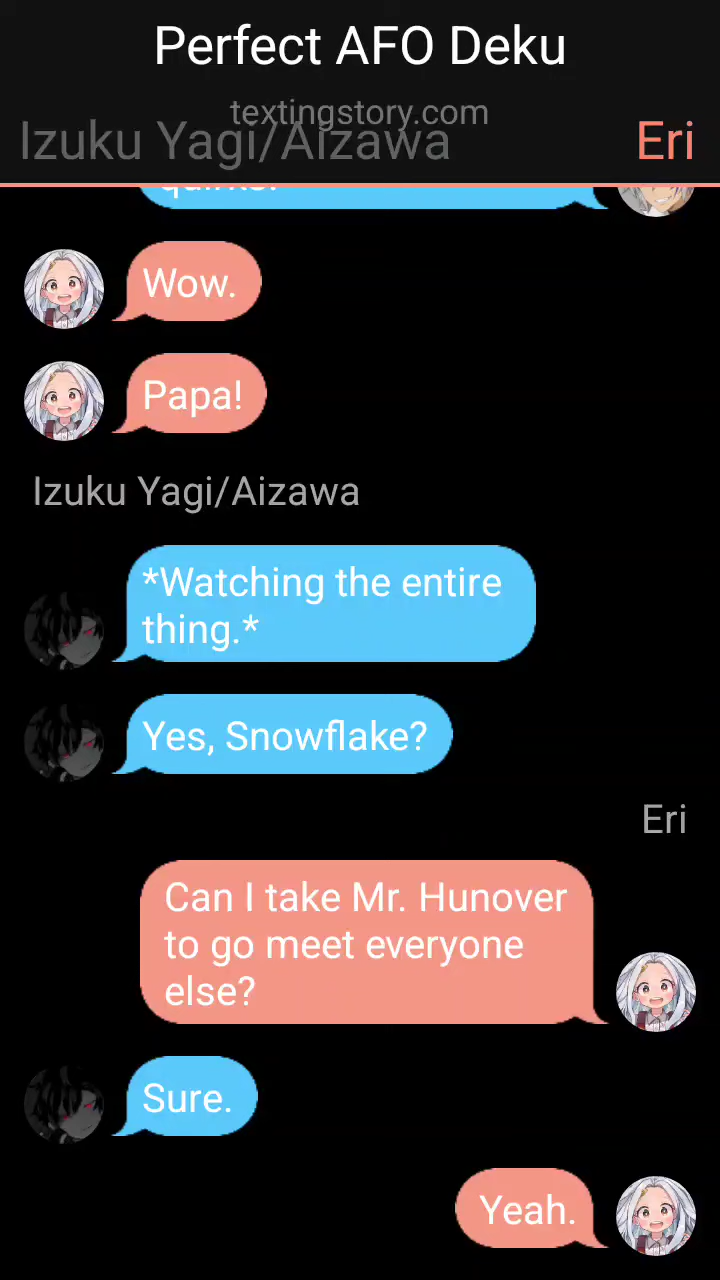 Perfect AFO Deku
textingstory.com
Izuku Yagi/Aizawa
Eri
quirks.
Wow.
Papa!
Izuku Yagi/Aizawa
*Watching the entire
thing.*
Yes, Snowflake?
Eri
Can I take Mr. Hunover
to go meet everyone
else?
Sure.
Yeah.